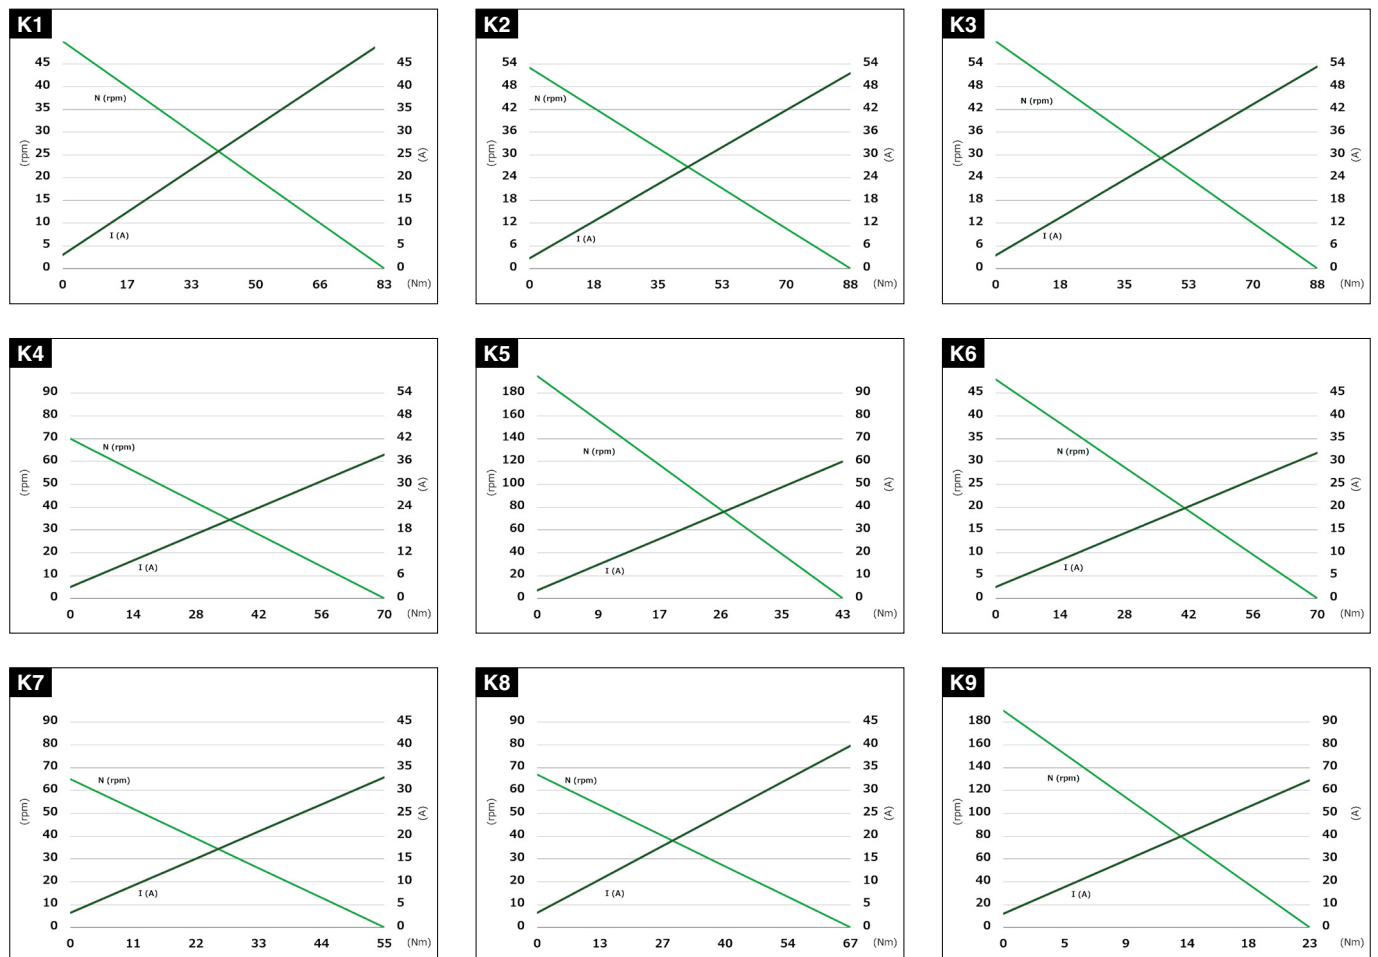 K1
45 45
40 40
N (rpm)
35 35
30 30
25 25
(rpm) (A)
20 20
15 15
10 10
I (A)
5 5
0 0
0 17 33 50 66 83 (Nm)
K2
54 54
48 48
N (rpm)
42 42
36 36
30 30
(rpm) (A)
24 24
18 18
12 12
I (A)
6 6
0 0
0 18 35 53 70 88 (Nm)
K3
54 54
48 48
N (rpm)
42 42
36 36
30 30
(rpm) (A)
24 24
18 18
12 12
I (A)
6 6
0 0
0 18 35 53 70 88 (Nm)
K4
90 54
80 48
70 42
N (rpm)
60 36
50 30
(rpm) (A)
40 24
30 18
20 12
I (A)
10 6
0 0
0 14 28 42 56 70 (Nm)
K5
180 90
160 80
140 70
N (rpm)
120 60
100 50
(rpm) (A)
80 40
60 30
40 20
I (A)
20 10
0 0
0 9 17 26 35 43 (Nm)
K6
45 45
40 40
35 35
N (rpm)
30 30
25 25
(rpm) (A)
20 20
15 15
10 10
I (A)
5 5
0 0
0 14 28 42 56 70 (Nm)
K7
90 45
80 40
70 35
N (rpm)
60 30
50 25
(rpm) (A)
40 20
30 15
20 10
I (A)
10 5
0 0
0 11 22 33 44 55 (Nm)
K8
90 45
80 40
70 35
N (rpm)
60 30
50 25
(rpm) (A)
40 20
30 15
20 10
I (A)
10 5
0 0
0 13 27 40 54 67 (Nm)
K9
180 90
160 80
140 70
N (rpm)
120 60
100 50
(rpm) (A)
80 40
60 30
40 20
I (A)
20 10
0 0
0 5 9 14 18 23 (Nm)